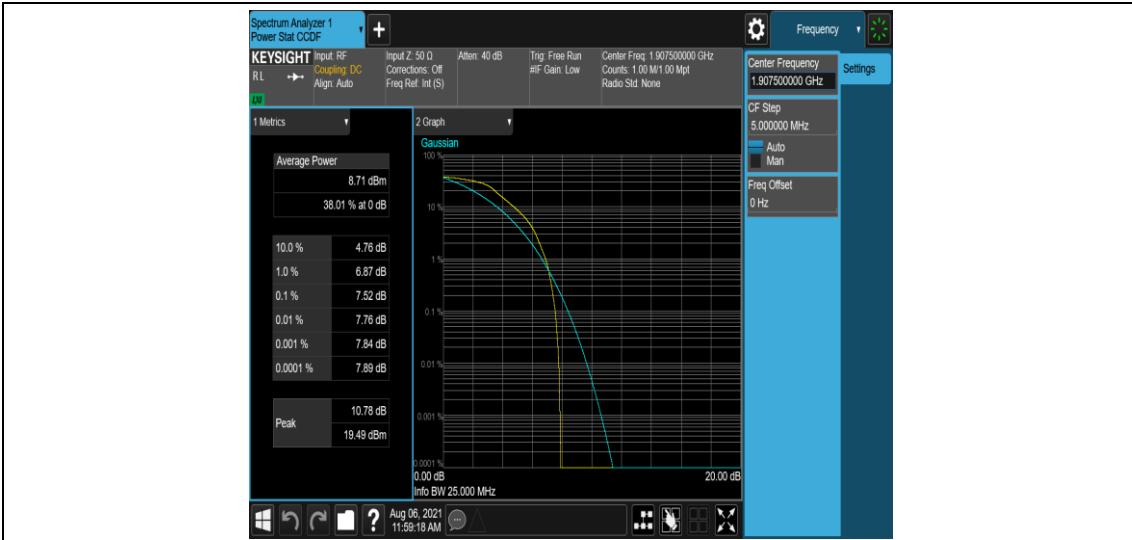 Spectrum Analyzer 1
Power Stat CCDF
+
Frequency
KEYSIGHT
RL
LXI
Input: RF
Coupling: DC
Align: Auto
Input Z: 50 Ω
Corrections: Off
Freq Ref: Int (S)
Atten: 40 dB
Trig: Free Run
#IF Gain: Low
Center Freq: 1.907500000 GHz
Counts: 1.00 M/1.00 Mpt
Radio Std: None
Center Frequency
1.907500000 GHz
Settings
CF Step
5.000000 MHz
Auto
Man
Freq Offset
0 Hz
1 Metrics
Average Power
8.71 dBm
38.01 % at 0 dB
10.0 % 4.76 dB
1.0 % 6.87 dB
0.1 % 7.52 dB
0.01 % 7.76 dB
0.001 % 7.84 dB
0.0001 % 7.89 dB
Peak
10.78 dB
19.49 dBm
2 Graph
Gaussian
100 %
10 %
1 %
0.1 %
0.01 %
0.001 %
0.0001 %
0.00 dB 20.00 dB
Info BW 25.000 MHz
?
Aug 06, 2021
11:59:18 AM